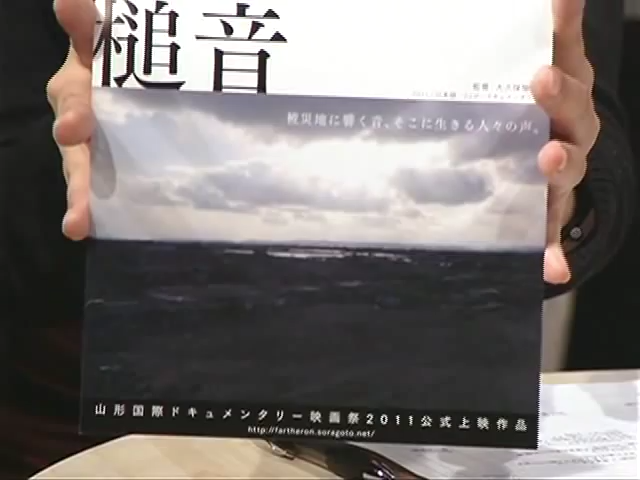 槌音
被災地に響く音、そこに生きる人々の声。
山形国際ドキュメンタリー映画祭2011公式上映作品
http://fartheron.soragoto.net/